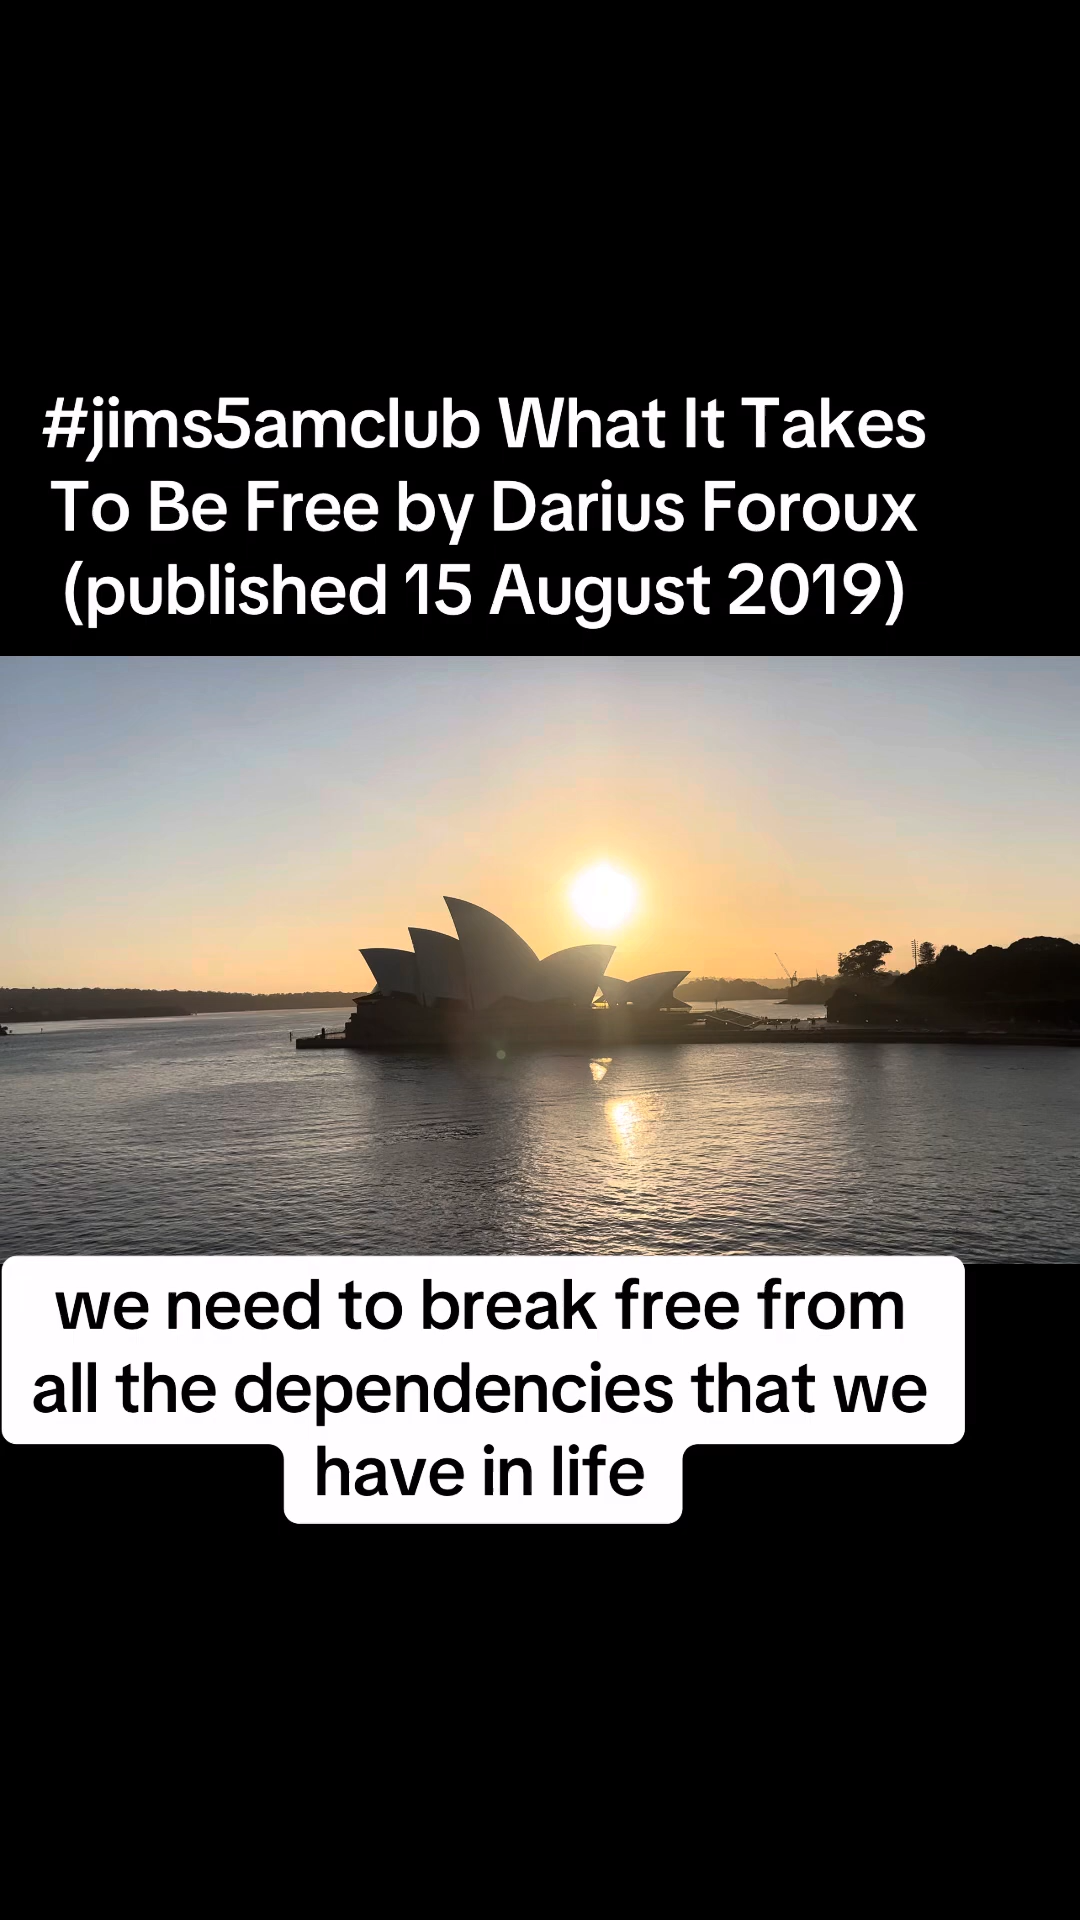 #jims5amclub What It Takes
To Be Free by Darius Foroux
(published 15 August 2019)
we need to break free from
all the dependencies that we
have in life